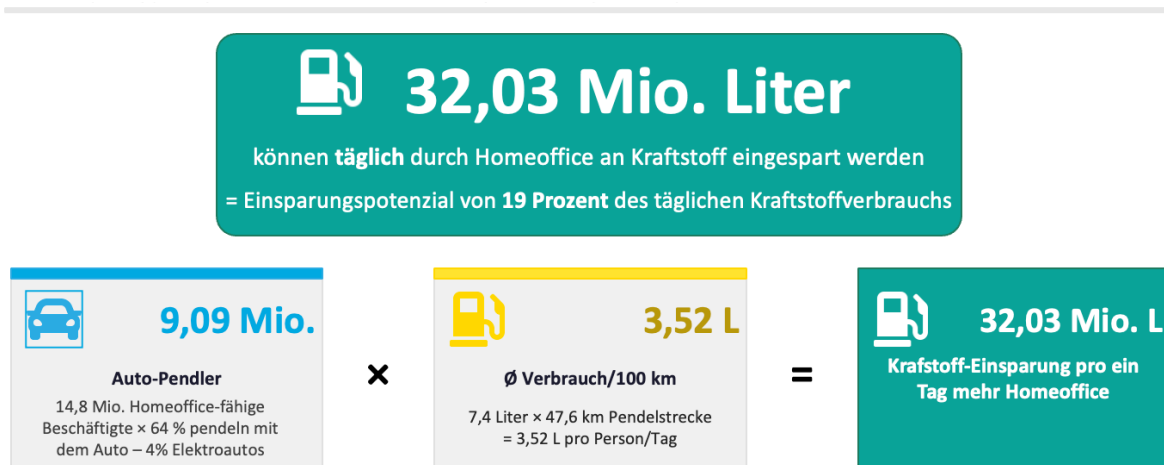 32,03 Mio. Liter
können täglich durch Homeoffice an Kraftstoff eingespart werden
= Einsparungspotenzial von 19 Prozent des täglichen Kraftstoffverbrauchs
9,09 Mio.
Auto-Pendler
14,8 Mio. Homeoffice-fähige
Beschäftigte × 64 % pendeln mit
dem Auto – 4% Elektroautos
×
3,52 L
Ø Verbrauch/100 km
7,4 Liter × 47,6 km Pendelstrecke
= 3,52 L pro Person/Tag
=
32,03 Mio. L
Krafstoff-Einsparung pro ein
Tag mehr Homeoffice